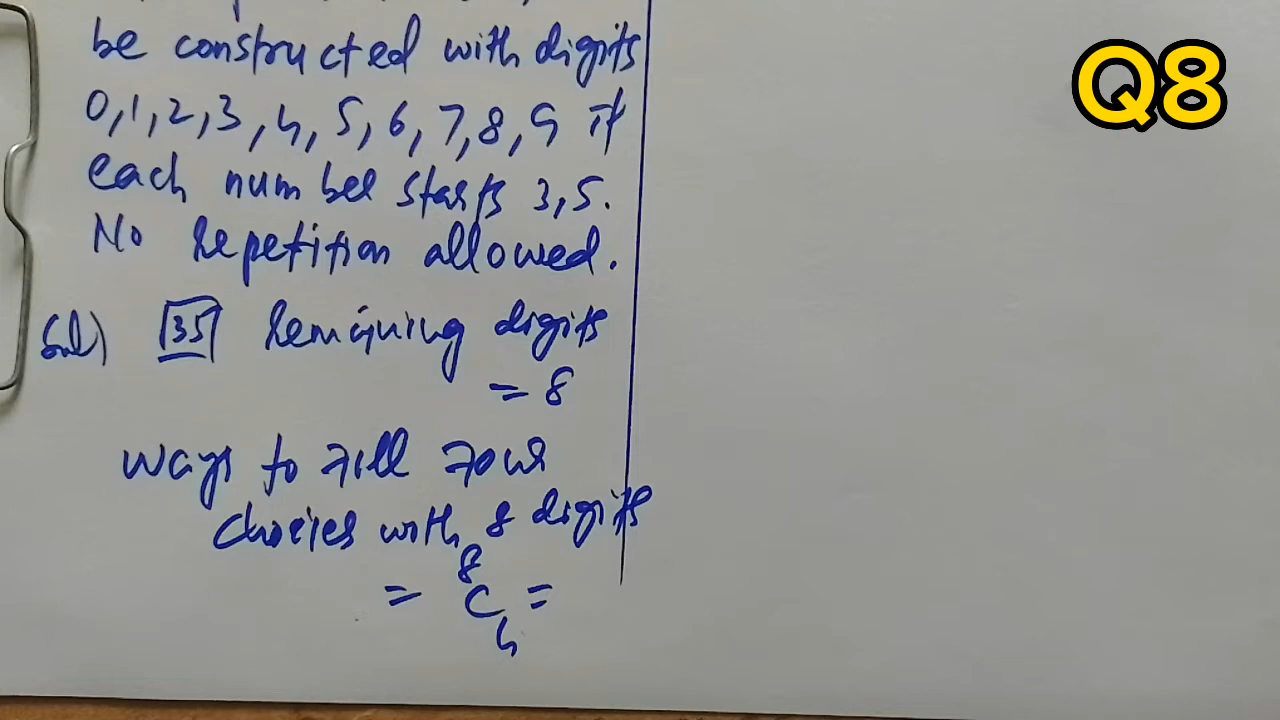 be constructed with digits
0,1,2,3,4,5,6,7,8,9 if
each number starts 3,5.
No Repetition allowed.
Sol) 35 Remaining digits
= 8
ways to fill four
choices with 8 digits
= ⁸C₄ =
Q8